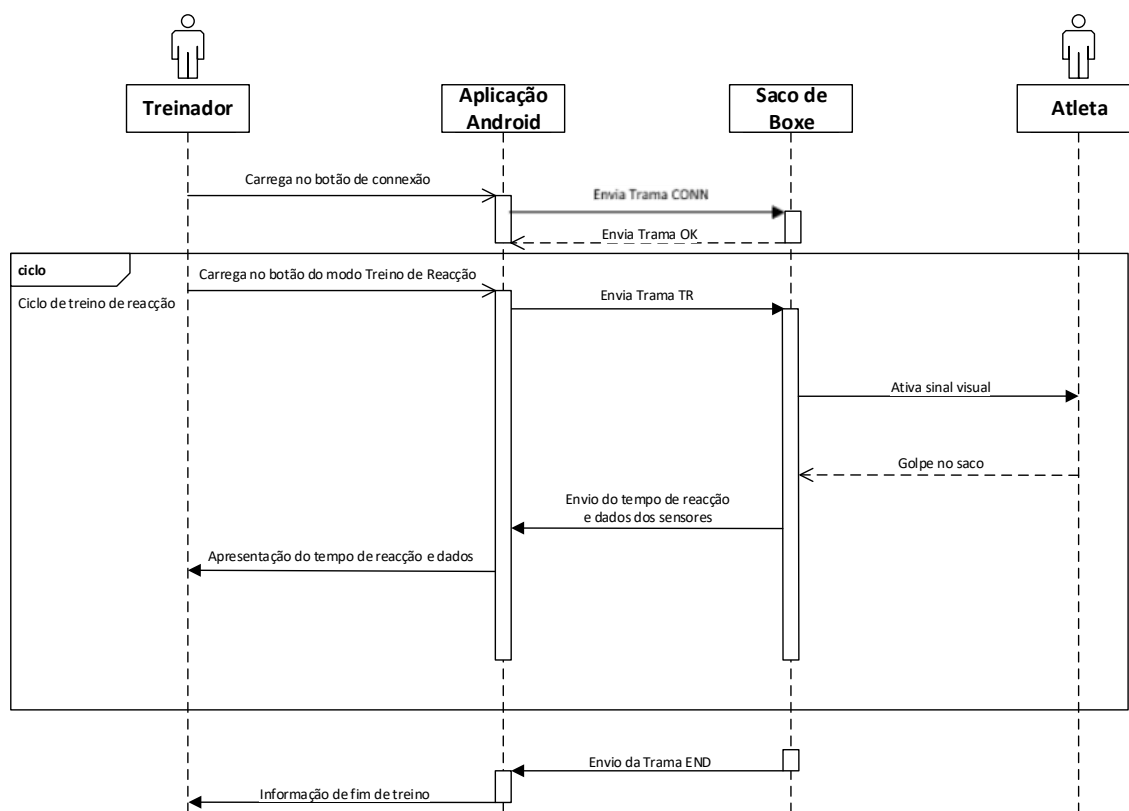 Treinador
Aplicação
Android
Saco de
Boxe
Atleta
Carrega no botão de connexão
Envia Trama CONN
Envia Trama OK
ciclo
Carrega no botão do modo Treino de Reacção
Ciclo de treino de reacção
Envia Trama TR
Ativa sinal visual
Golpe no saco
Envio do tempo de reacção
e dados dos sensores
Apresentação do tempo de reacção e dados
Envio da Trama END
Informação de fim de treino